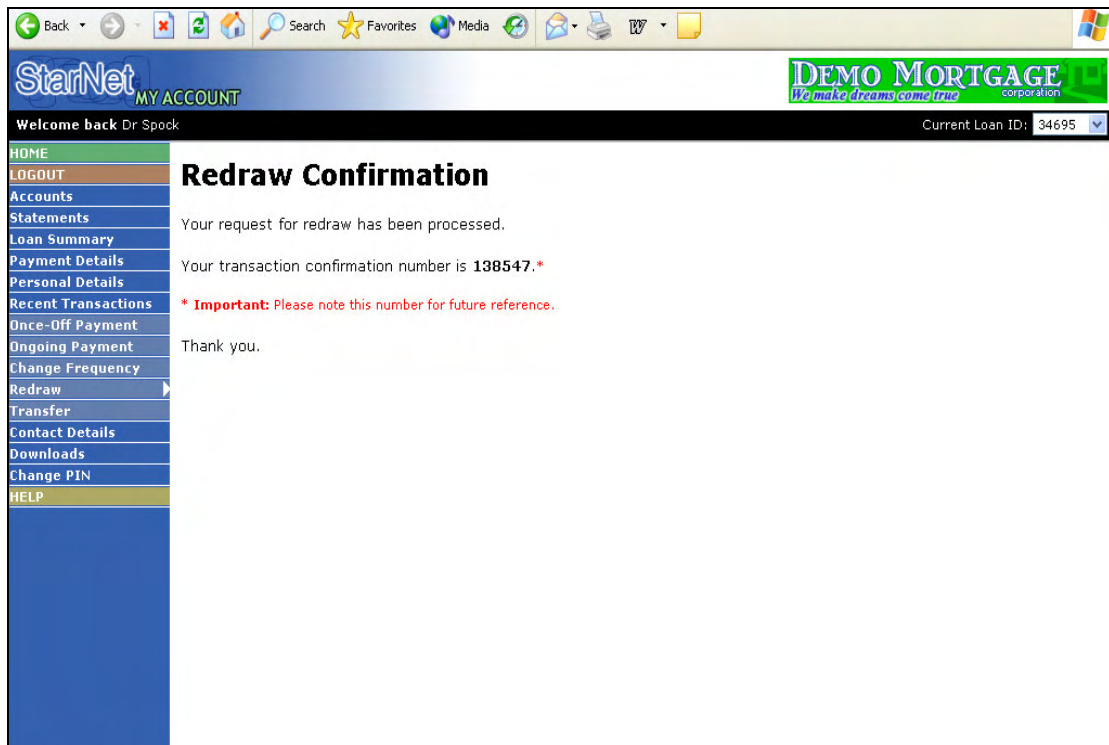 Back Search Favorites Media
StarNet MY ACCOUNT
DEMO MORTGAGE
We make dreams come true corporation
Welcome back Dr Spock Current Loan ID: 34695
HOME
LOGOUT
Accounts
Statements
Loan Summary
Payment Details
Personal Details
Recent Transactions
Once-Off Payment
Ongoing Payment
Change Frequency
Redraw
Transfer
Contact Details
Downloads
Change PIN
HELP
Redraw Confirmation
Your request for redraw has been processed.
Your transaction confirmation number is 138547.*
* Important: Please note this number for future reference.
Thank you.